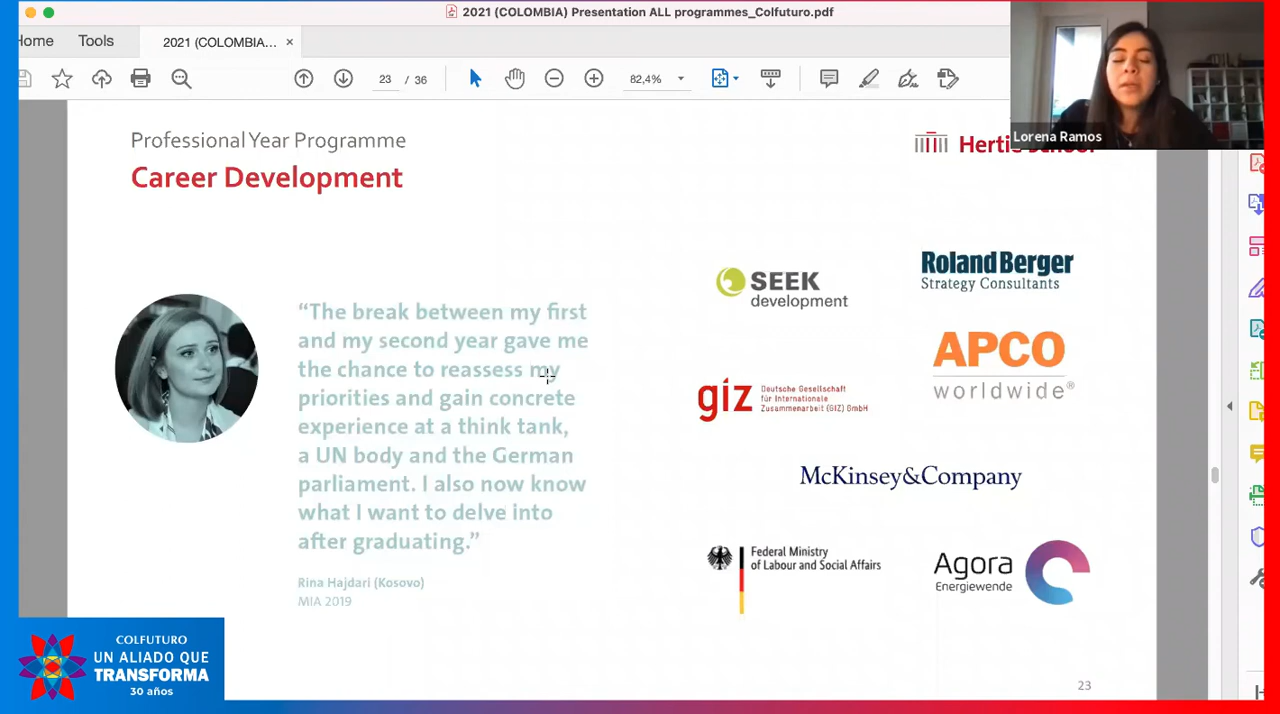 2021 (COLOMBIA) Presentation ALL programmes_Colfuturo.pdf
Home Tools 2021 (COLOMBIA... ×
23 / 36 82,4%
Lorena Ramos
Professional Year Programme
Career Development
Hertie School
“The break between my first
and my second year gave me
the chance to reassess my
priorities and gain concrete
experience at a think tank,
a UN body and the German
parliament. I also now know
what I want to delve into
after graduating.”
Rina Hajdari (Kosovo)
MIA 2019
SEEK
development
Roland Berger
Strategy Consultants
APCO
worldwide®
giz Deutsche Gesellschaft
für Internationale
Zusammenarbeit (GIZ) GmbH
McKinsey&Company
Federal Ministry
of Labour and Social Affairs
Agora
Energiewende
COLFUTURO
UN ALIADO QUE
TRANSFORMA
30 años
23